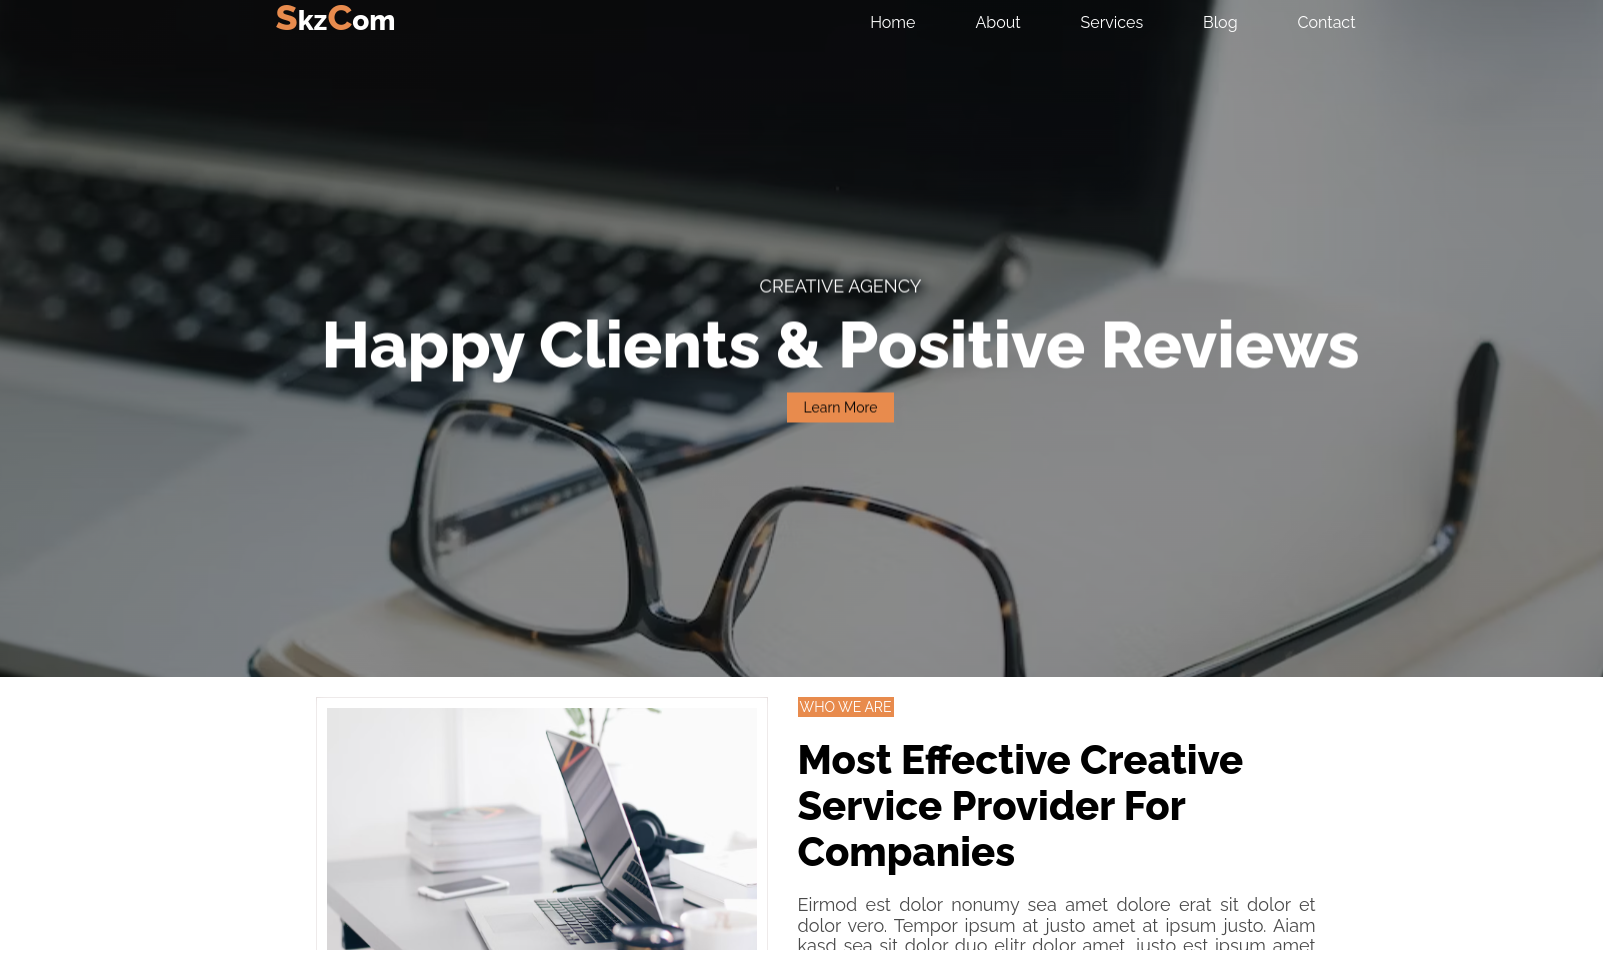 SkzCom
Home About Services Blog Contact
CREATIVE AGENCY
Happy Clients & Positive Reviews
Learn More
WHO WE ARE
Most Effective Creative
Service Provider For
Companies
Eirmod est dolor nonumy sea amet dolore erat sit dolor et
dolor vero. Tempor ipsum at justo amet at ipsum justo. Aiam
kasd sea sit dolor duo elitr dolor amet, justo est ipsum amet